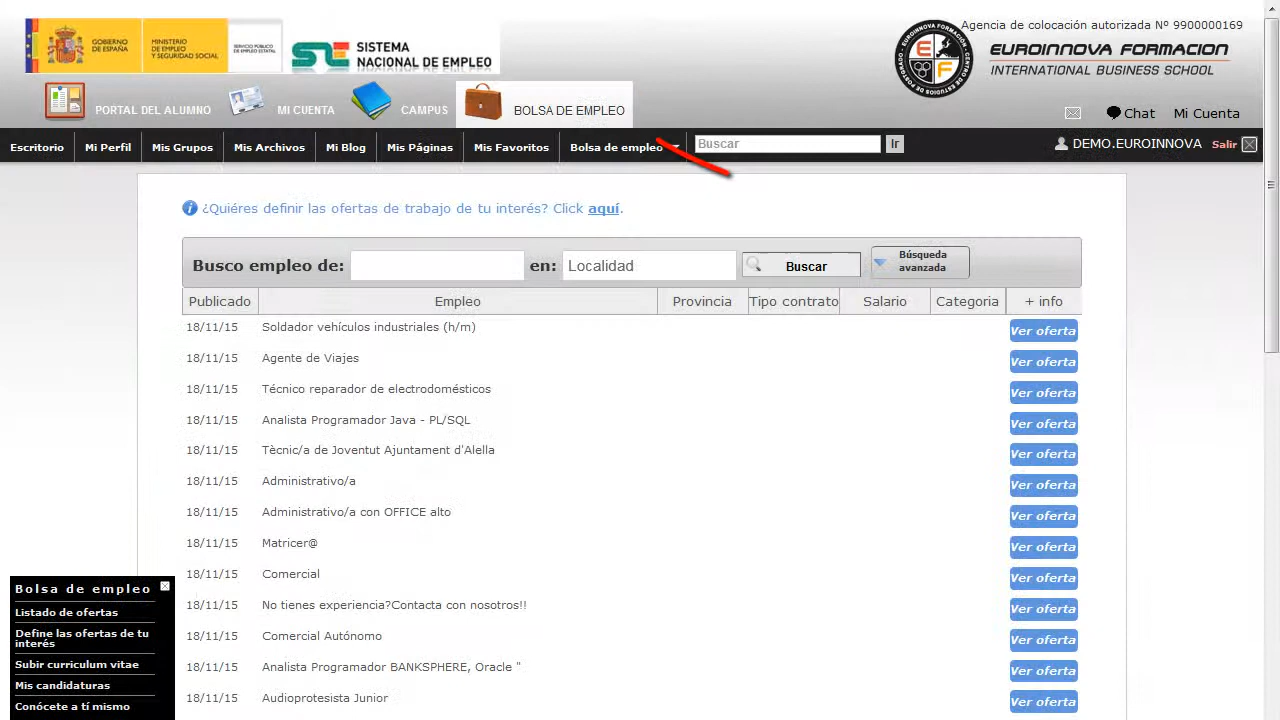 GOBIERNO DE ESPAÑA
MINISTERIO DE EMPLEO Y SEGURIDAD SOCIAL
SERVICIO PÚBLICO DE EMPLEO ESTATAL
SISTEMA NACIONAL DE EMPLEO
Agencia de colocación autorizada Nº 9900000169
EUROINNOVA FORMACION
INTERNATIONAL BUSINESS SCHOOL
PORTAL DEL ALUMNO
MI CUENTA
CAMPUS
BOLSA DE EMPLEO
Chat
Mi Cuenta
Escritorio
Mi Perfil
Mis Grupos
Mis Archivos
Mi Blog
Mis Páginas
Mis Favoritos
Bolsa de empleo
Buscar
Ir
DEMO.EUROINNOVA
Salir
¿Quiéres definir las ofertas de trabajo de tu interés? Click aquí.
Busco empleo de:
en:
Localidad
Buscar
Búsqueda avanzada
Publicado Empleo Provincia Tipo contrato Salario Categoria + info
18/11/15 Soldador vehículos industriales (h/m) Ver oferta
18/11/15 Agente de Viajes Ver oferta
18/11/15 Técnico reparador de electrodomésticos Ver oferta
18/11/15 Analista Programador Java - PL/SQL Ver oferta
18/11/15 Tècnic/a de Joventut Ajuntament d'Alella Ver oferta
18/11/15 Administrativo/a Ver oferta
18/11/15 Administrativo/a con OFFICE alto Ver oferta
18/11/15 Matricer@ Ver oferta
18/11/15 Comercial Ver oferta
18/11/15 No tienes experiencia?Contacta con nosotros!! Ver oferta
18/11/15 Comercial Autónomo Ver oferta
18/11/15 Analista Programador BANKSPHERE, Oracle " Ver oferta
18/11/15 Audioprotesista Junior Ver oferta
Bolsa de empleo
Listado de ofertas
Define las ofertas de tu
interés
Subir curriculum vitae
Mis candidaturas
Conócete a tí mismo